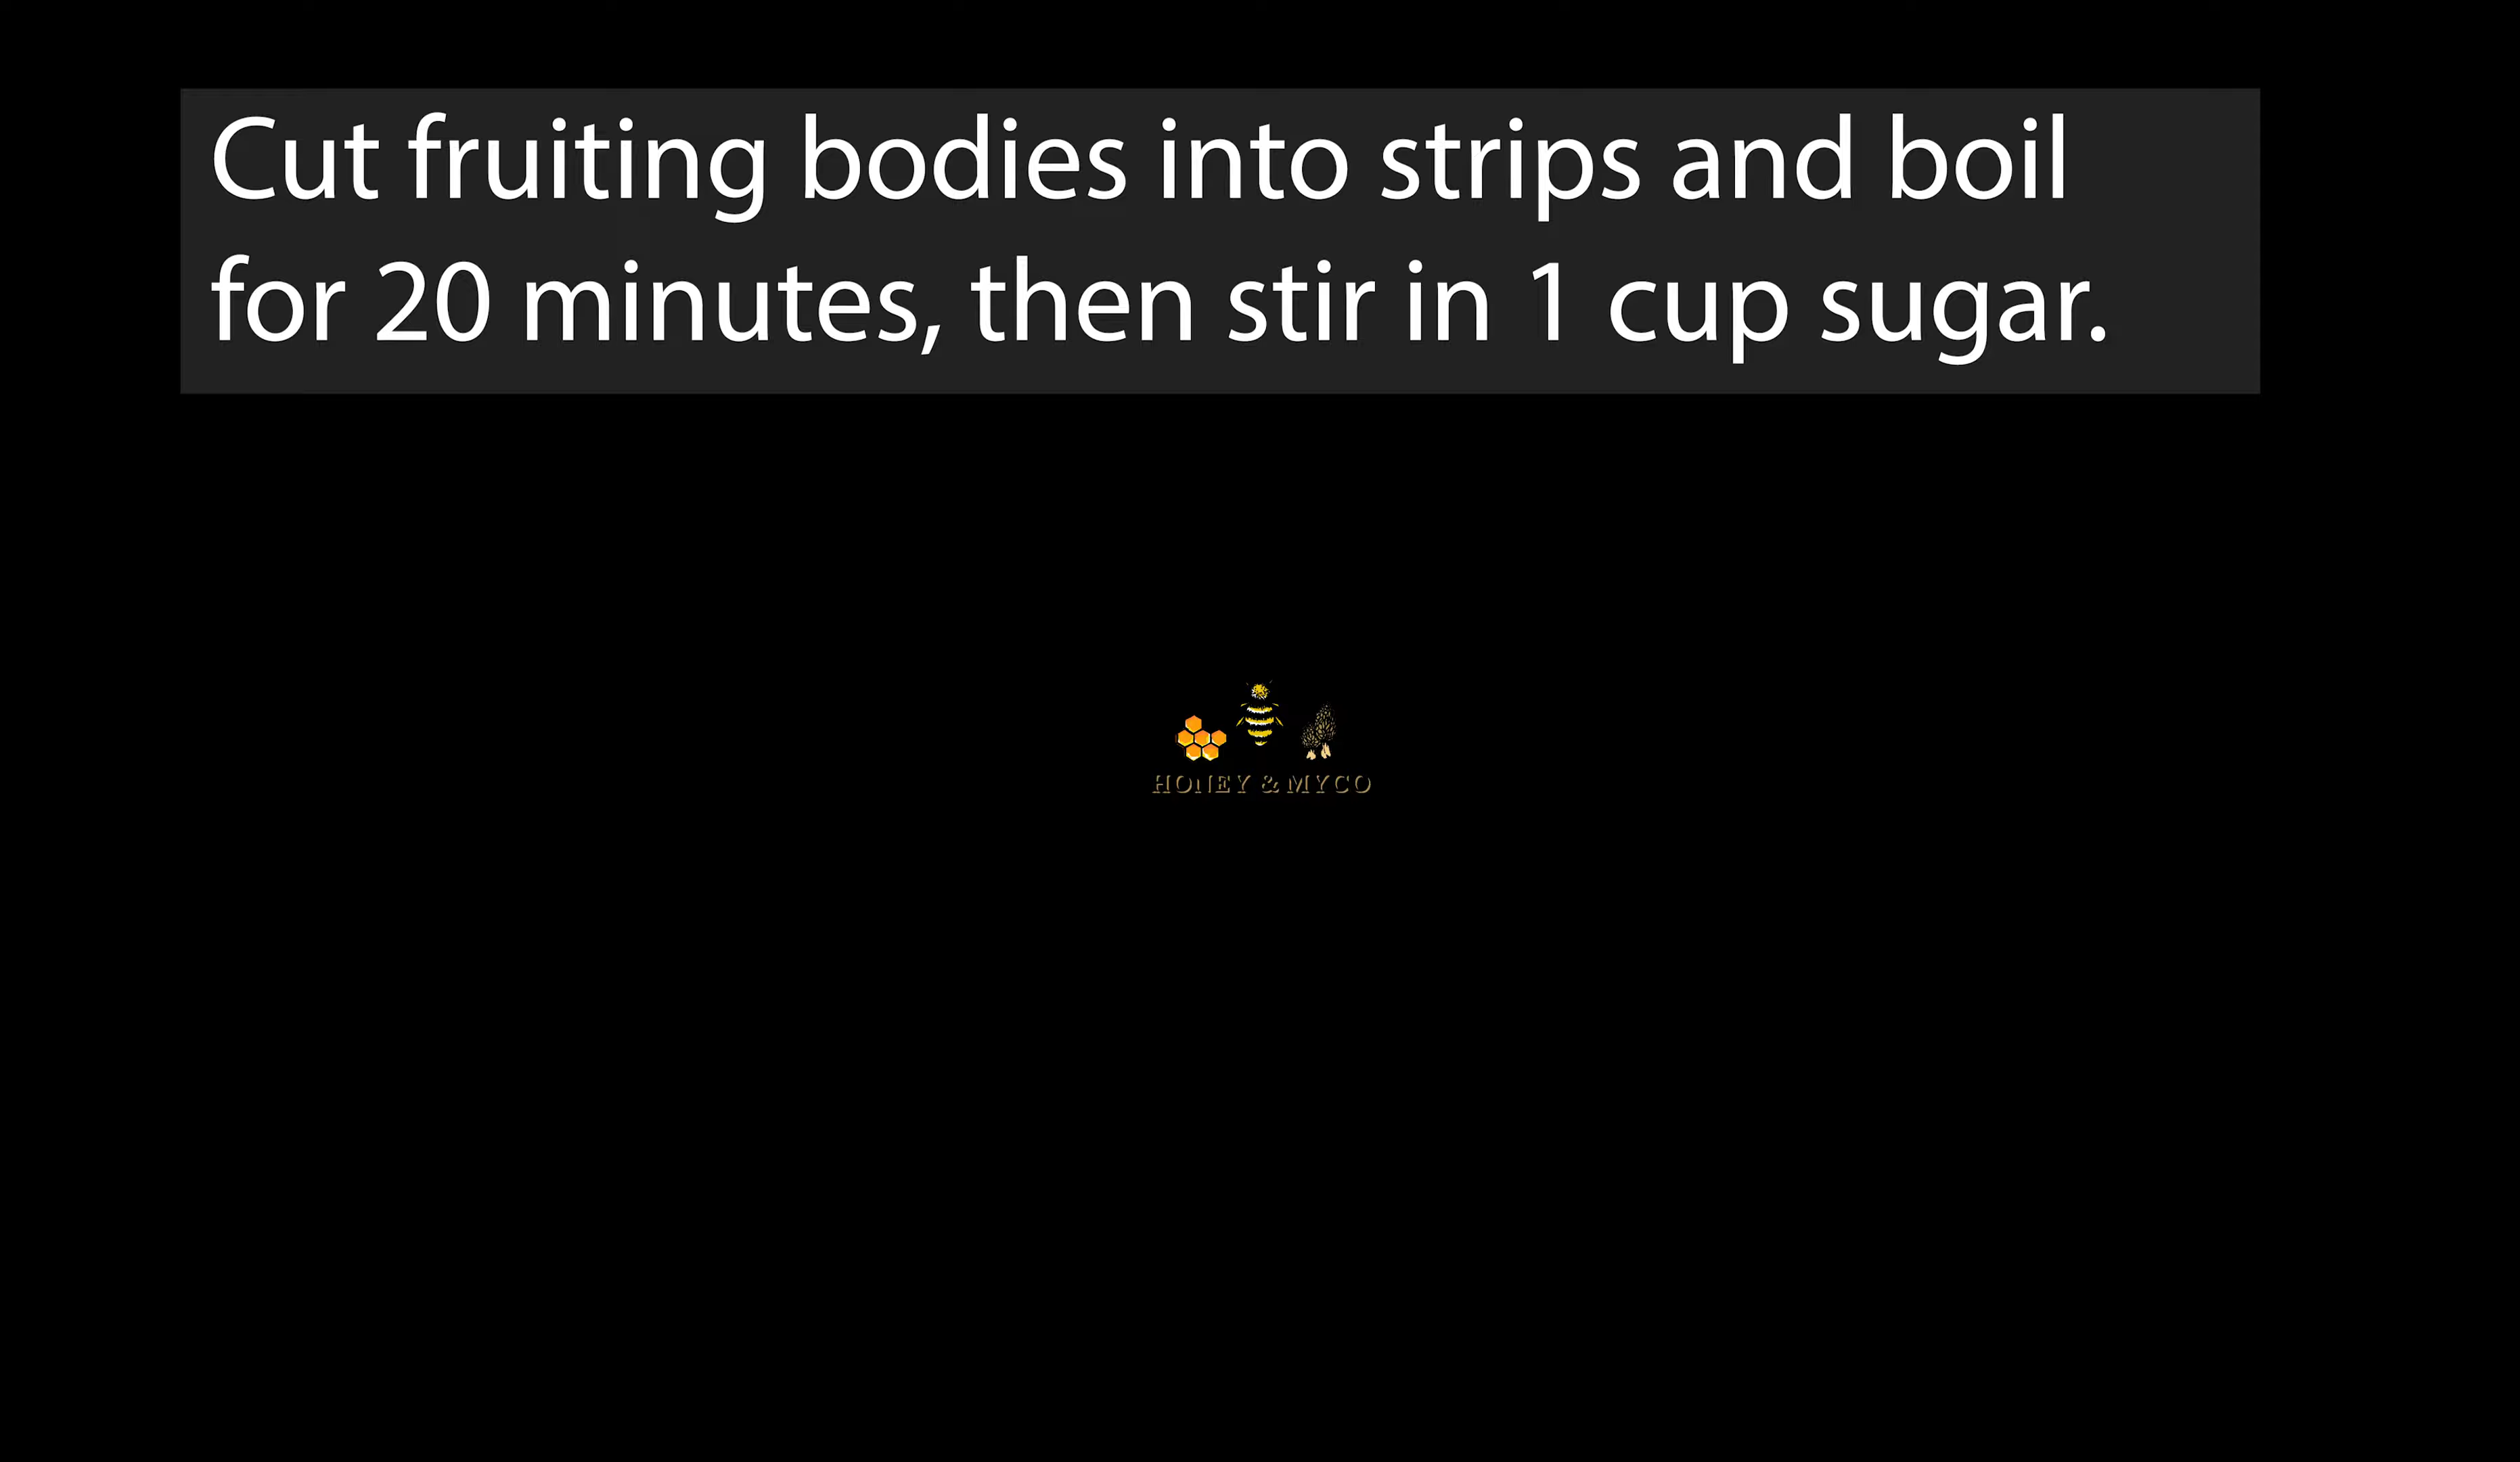 Cut fruiting bodies into strips and boil
for 20 minutes, then stir in 1 cup sugar.
HONEY & MYCO